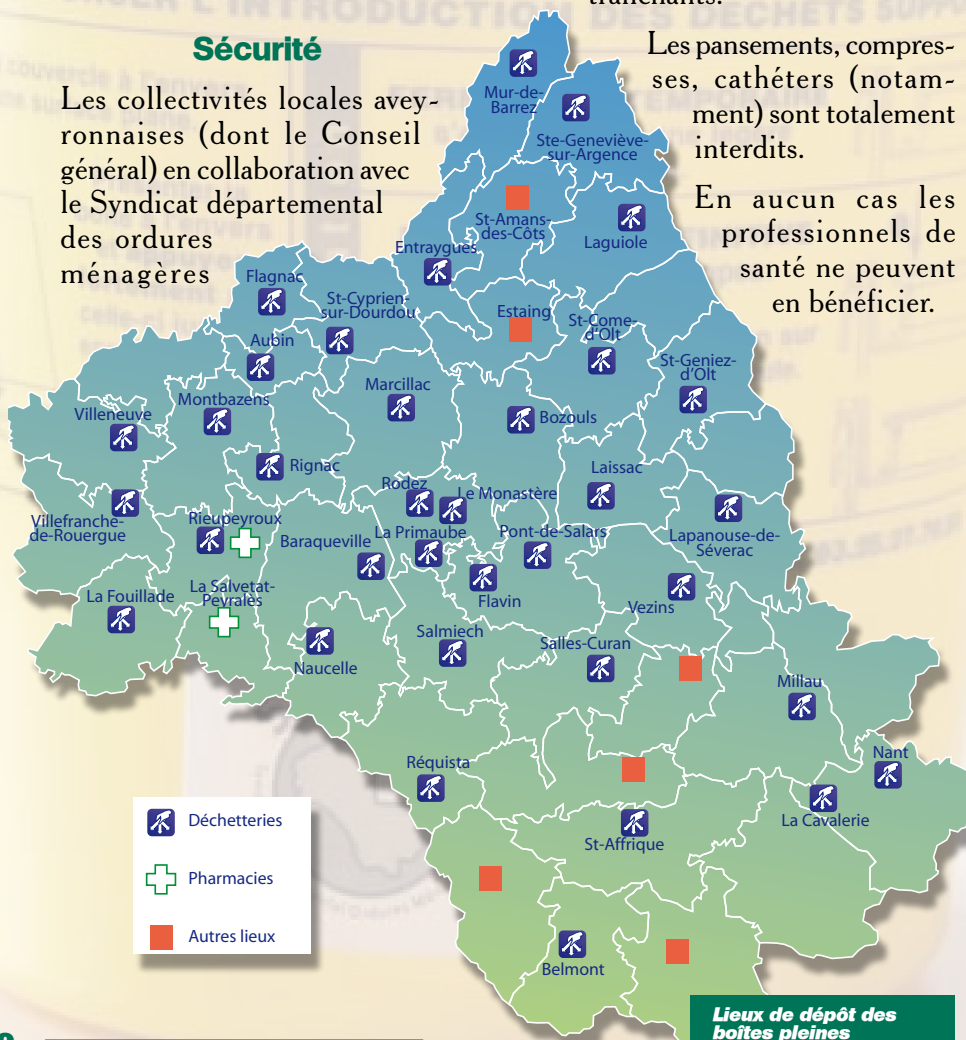 tranchants.
Sécurité
Les collectivités locales avey-
ronnaises (dont le Conseil
général) en collaboration avec
le Syndicat départemental
des ordures
ménagères
Les pansements, compres-
ses, cathéters (notam-
ment) sont totalement
interdits.
En aucun cas les
professionnels de
santé ne peuvent
en bénéficier.
Mur-de-
Barrez
Ste-Geneviève-
sur-Argence
St-Amans-
des-Côts
Laguiole
Entraygues
Flagnac
St-Cyprien-
sur-Dourdou
Estaing
St-Come-
d'Olt
Aubin
St-Geniez-
d'Olt
Marcillac
Montbazens
Villeneuve
Bozouls
Rignac
Laissac
Rodez
Le Monastère
Villefranche-
de-Rouergue
Rieupeyroux
Baraqueville
La Primaube
Pont-de-Salars
Lapanouse-de-
Séverac
La Fouillade
La Salvetat-
Peyralès
Flavin
Vezins
Salmiech
Salles-Curan
Naucelle
Millau
Réquista
Nant
La Cavalerie
St-Affrique
Belmont
Déchetteries
Pharmacies
Autres lieux
Lieux de dépôt des
boîtes pleines